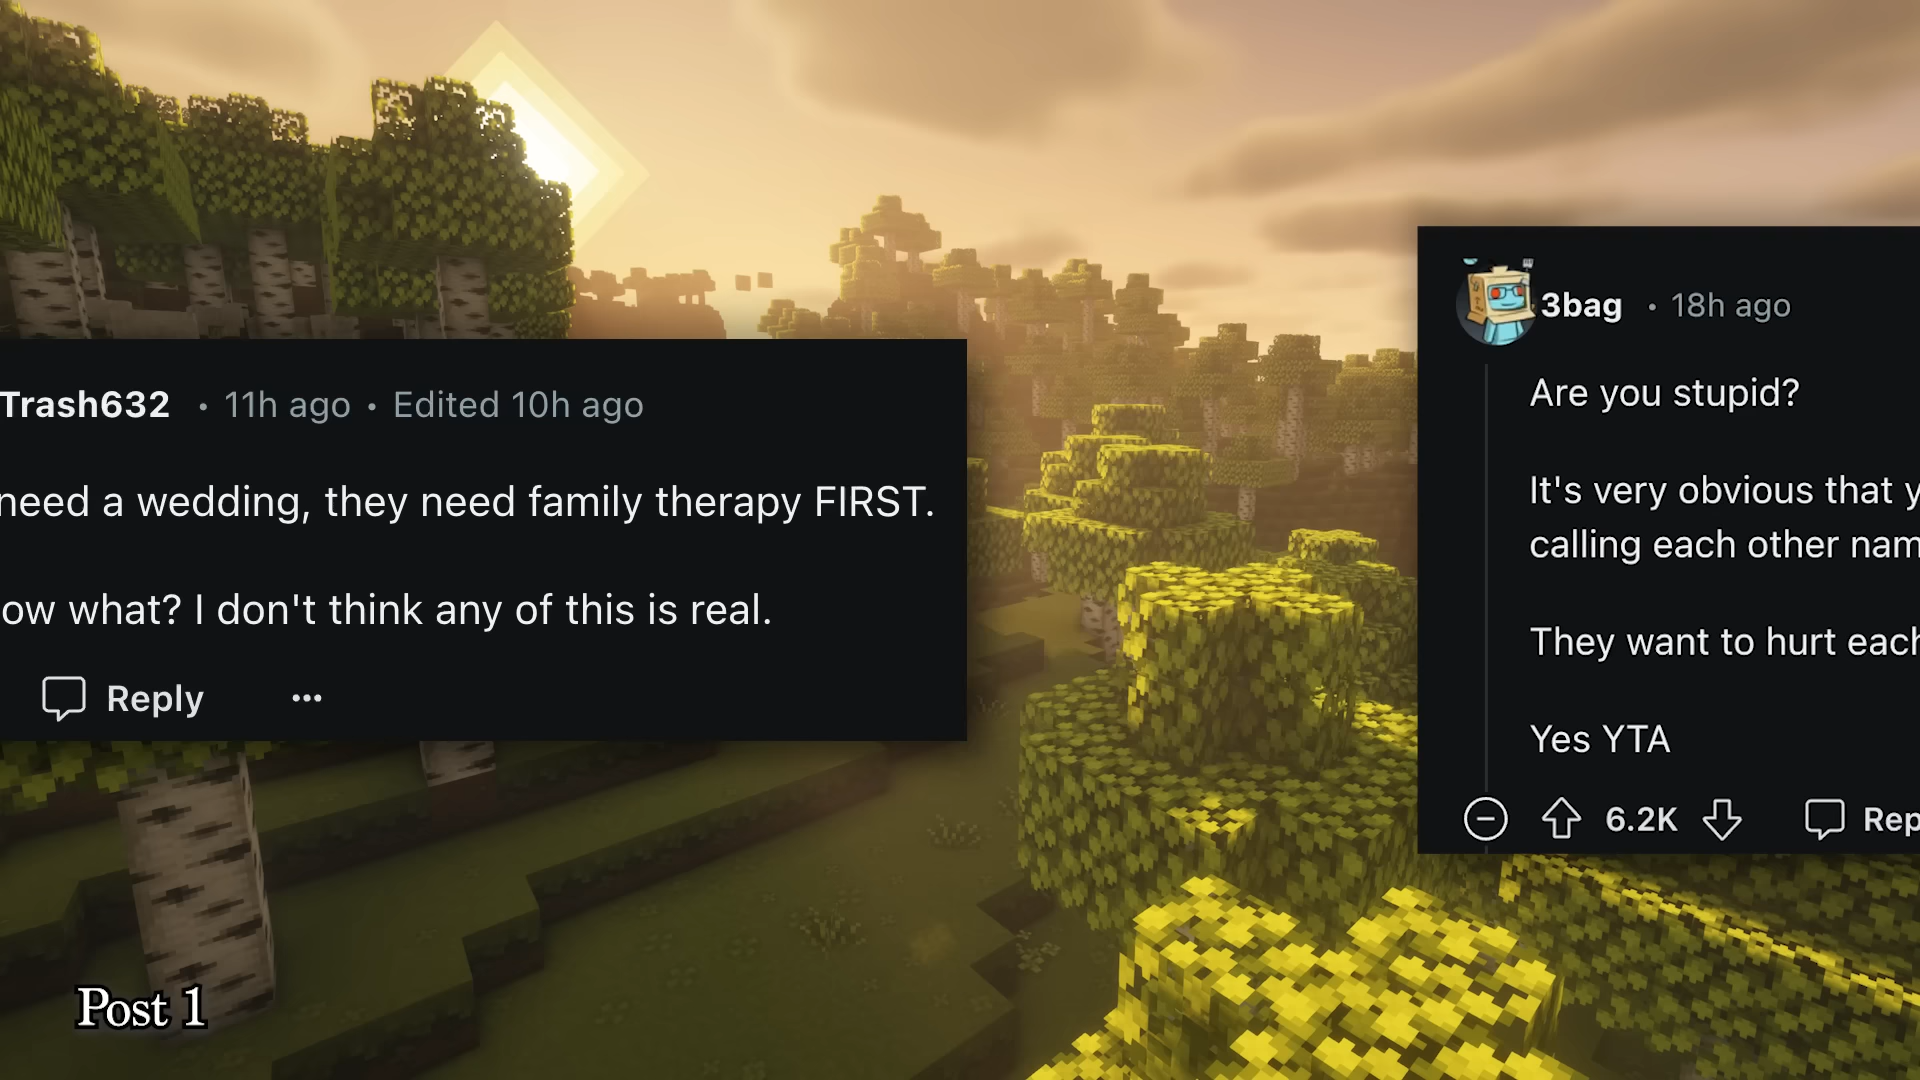 Trash632 • 11h ago • Edited 10h ago
need a wedding, they need family therapy FIRST.
ow what? I don't think any of this is real.
Reply ...
3bag • 18h ago
Are you stupid?
It's very obvious that y
calling each other nam
They want to hurt each
Yes YTA
6.2K Rep
Post 1